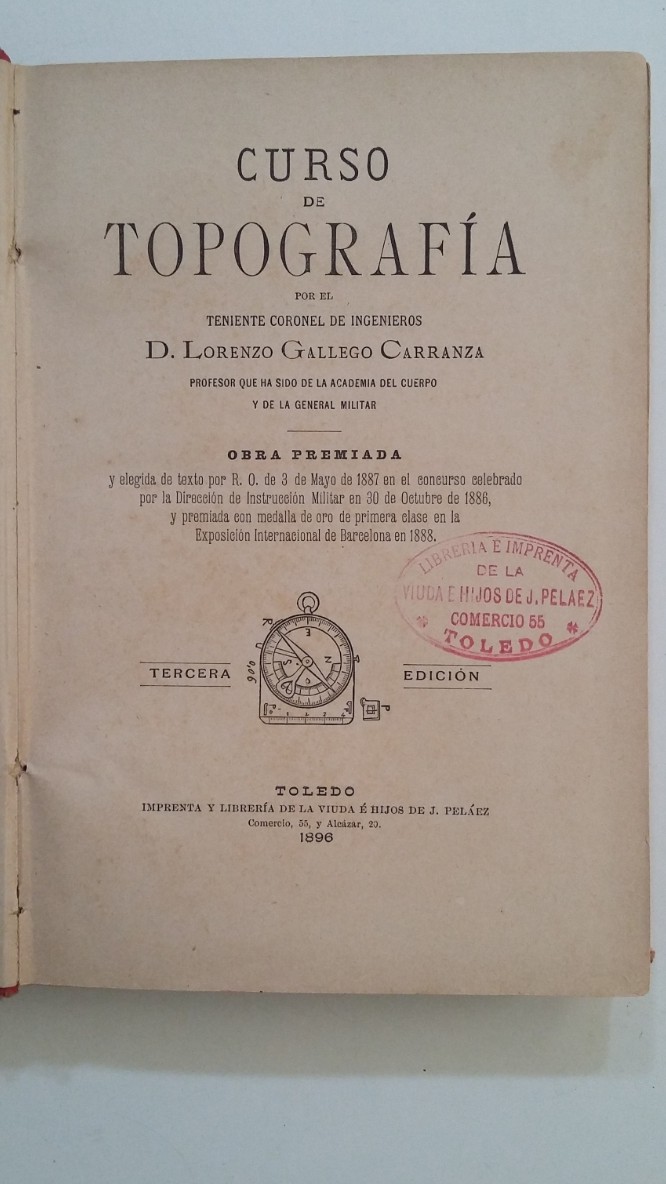 CURSO
DE
TOPOGRAFÍA
POR EL
TENIENTE CORONEL DE INGENIEROS
D. LORENZO GALLEGO CARRANZA
PROFESOR QUE HA SIDO DE LA ACADEMIA DEL CUERPO
Y DE LA GENERAL MILITAR
OBRA PREMIADA
y elegida de texto por R. O. de 3 de Mayo de 1887 en el concurso celebrado
por la Dirección de Instrucción Militar en 30 de Octubre de 1886,
y premiada con medalla de oro de primera clase en la
Exposición Internacional de Barcelona en 1888.
LIBRERIA É IMPRENTA
DE LA
VIUDA É HIJOS DE J. PELAEZ
COMERCIO 55
TOLEDO
TERCERA EDICIÓN
TOLEDO
IMPRENTA Y LIBRERÍA DE LA VIUDA É HIJOS DE J. PELÁEZ
Comercio, 55, y Alcázar, 20.
1896